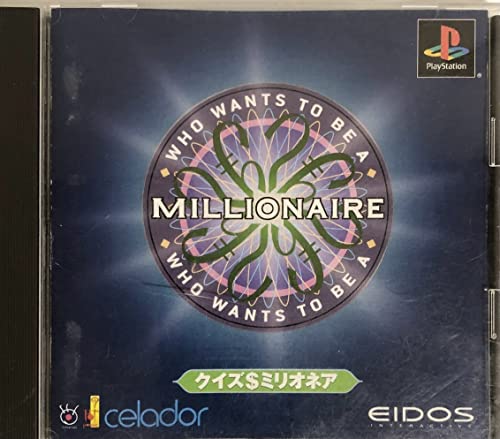 PlayStation
WHO WANTS TO BE A
MILLIONAIRE
WHO WANTS TO BE A
クイズ$ミリオネア
celador
EIDOS
INTERACTIVE